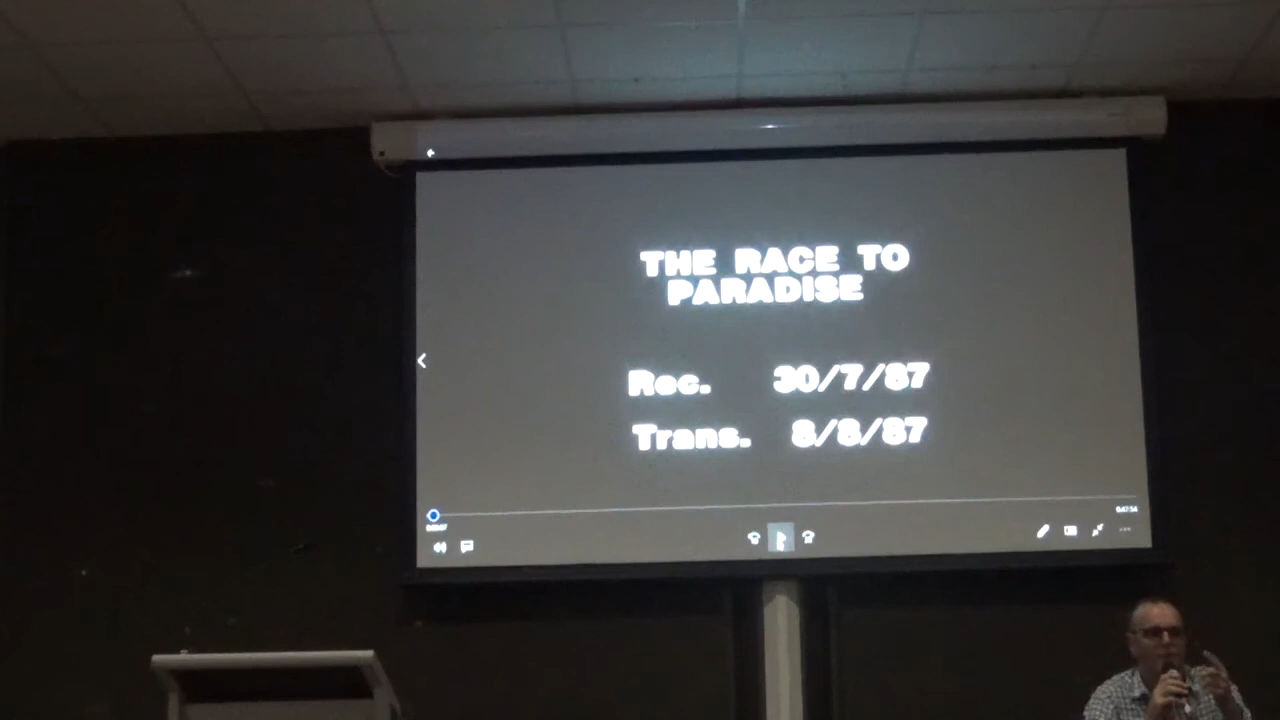 THE RACE TO
PARADISE
Rec. 30/7/87
Trans. 8/8/87